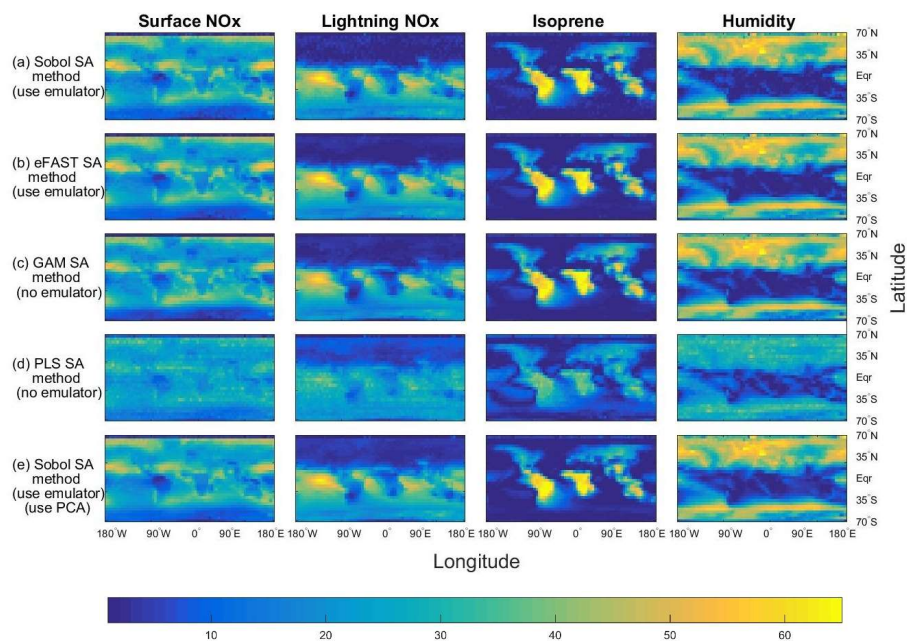 Surface NOx Lightning NOx Isoprene Humidity
70°N
(a) Sobol SA
method
(use emulator)
35°N
Eqr
35°S
70°S
(b) eFAST SA
method
(use emulator)
70°N
35°N
Eqr
35°S
70°S
(c) GAM SA
method
(no emulator)
70°N
35°N
Eqr
35°S
70°S
Latitude
(d) PLS SA
method
(no emulator)
70°N
35°N
Eqr
35°S
70°S
(e) Sobol SA
method
(use emulator)
(use PCA)
70°N
35°N
Eqr
35°S
70°S
180°W 90°W 0° 90°E 180°W 90°W 0° 90°E 180°W 90°W 0° 90°E 180°W 90°W 0° 90°E 180°E
Longitude
10 20 30 40 50 60